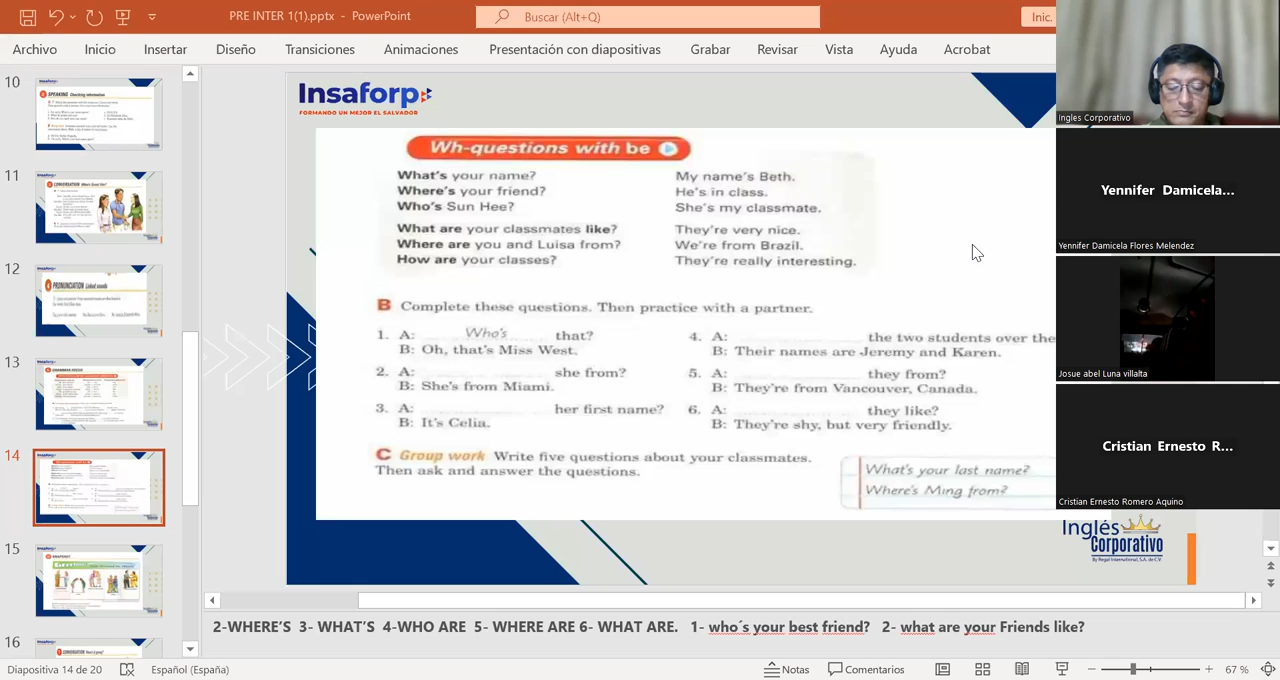 PRE INTER 1(1).pptx - PowerPoint
Buscar (Alt+Q)
Inic.
Archivo Inicio Insertar Diseño Transiciones Animaciones Presentación con diapositivas Grabar Revisar Vista Ayuda Acrobat
10
11
12
13
14
15
16
Insaforp
FORMANDO UN MEJOR EL SALVADOR
Wh-questions with be
What's your name? My name's Beth.
Where's your friend? He's in class.
Who's Sun Hee? She's my classmate.
What are your classmates like? They're very nice.
Where are you and Luisa from? We're from Brazil.
How are your classes? They're really interesting.
B Complete these questions. Then practice with a partner.
1. A: Who's that?
B: Oh, that's Miss West.
2. A: she from?
B: She's from Miami.
3. A: her first name?
B: It's Celia.
4. A: the two students over the
B: Their names are Jeremy and Karen.
5. A: they from?
B: They're from Vancouver, Canada.
6. A: they like?
B: They're shy, but very friendly.
C Group work Write five questions about your classmates.
Then ask and answer the questions.
What's your last name?
Where's Ming from?
Inglés
Corporativo
By Regal International, S.A. de C.V.
Ingles Corporativo
Yennifer Damicela...
Yennifer Damicela Flores Melendez
Josue abel Luna villalta
Cristian Ernesto R...
Cristian Ernesto Romero Aquino
2-WHERE'S 3- WHAT'S 4-WHO ARE 5- WHERE ARE 6- WHAT ARE. 1- who´s your best friend? 2- what are your Friends like?
Diapositiva 14 de 20 Español (España) Notas Comentarios 67 %